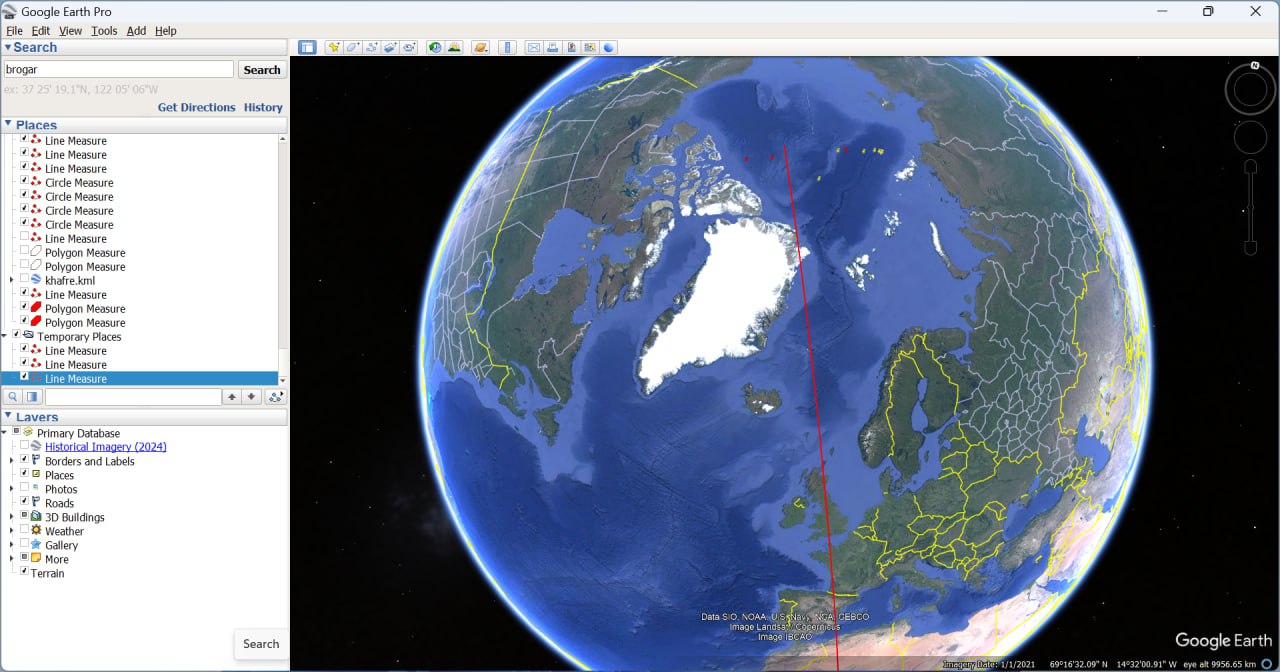 Google Earth Pro
File Edit View Tools Add Help
Search
brogar
Search
ex: 37 25' 19.1"N, 122 05' 06"W
Get Directions History
Places
Line Measure
Line Measure
Line Measure
Circle Measure
Circle Measure
Circle Measure
Circle Measure
Line Measure
Polygon Measure
Polygon Measure
khafre.kml
Line Measure
Polygon Measure
Polygon Measure
Temporary Places
Line Measure
Line Measure
Line Measure
Layers
Primary Database
Historical Imagery (2024)
Borders and Labels
Places
Photos
Roads
3D Buildings
Weather
Gallery
More
Terrain
Search
N
Data SIO, NOAA, U.S. Navy, NGA, GEBCO
Image Landsat / Copernicus
Image IBCAO
Google Earth
Imagery Date: 1/1/2021 69°16'32.09" N 14°32'00.91" W eye alt 9956.65 km